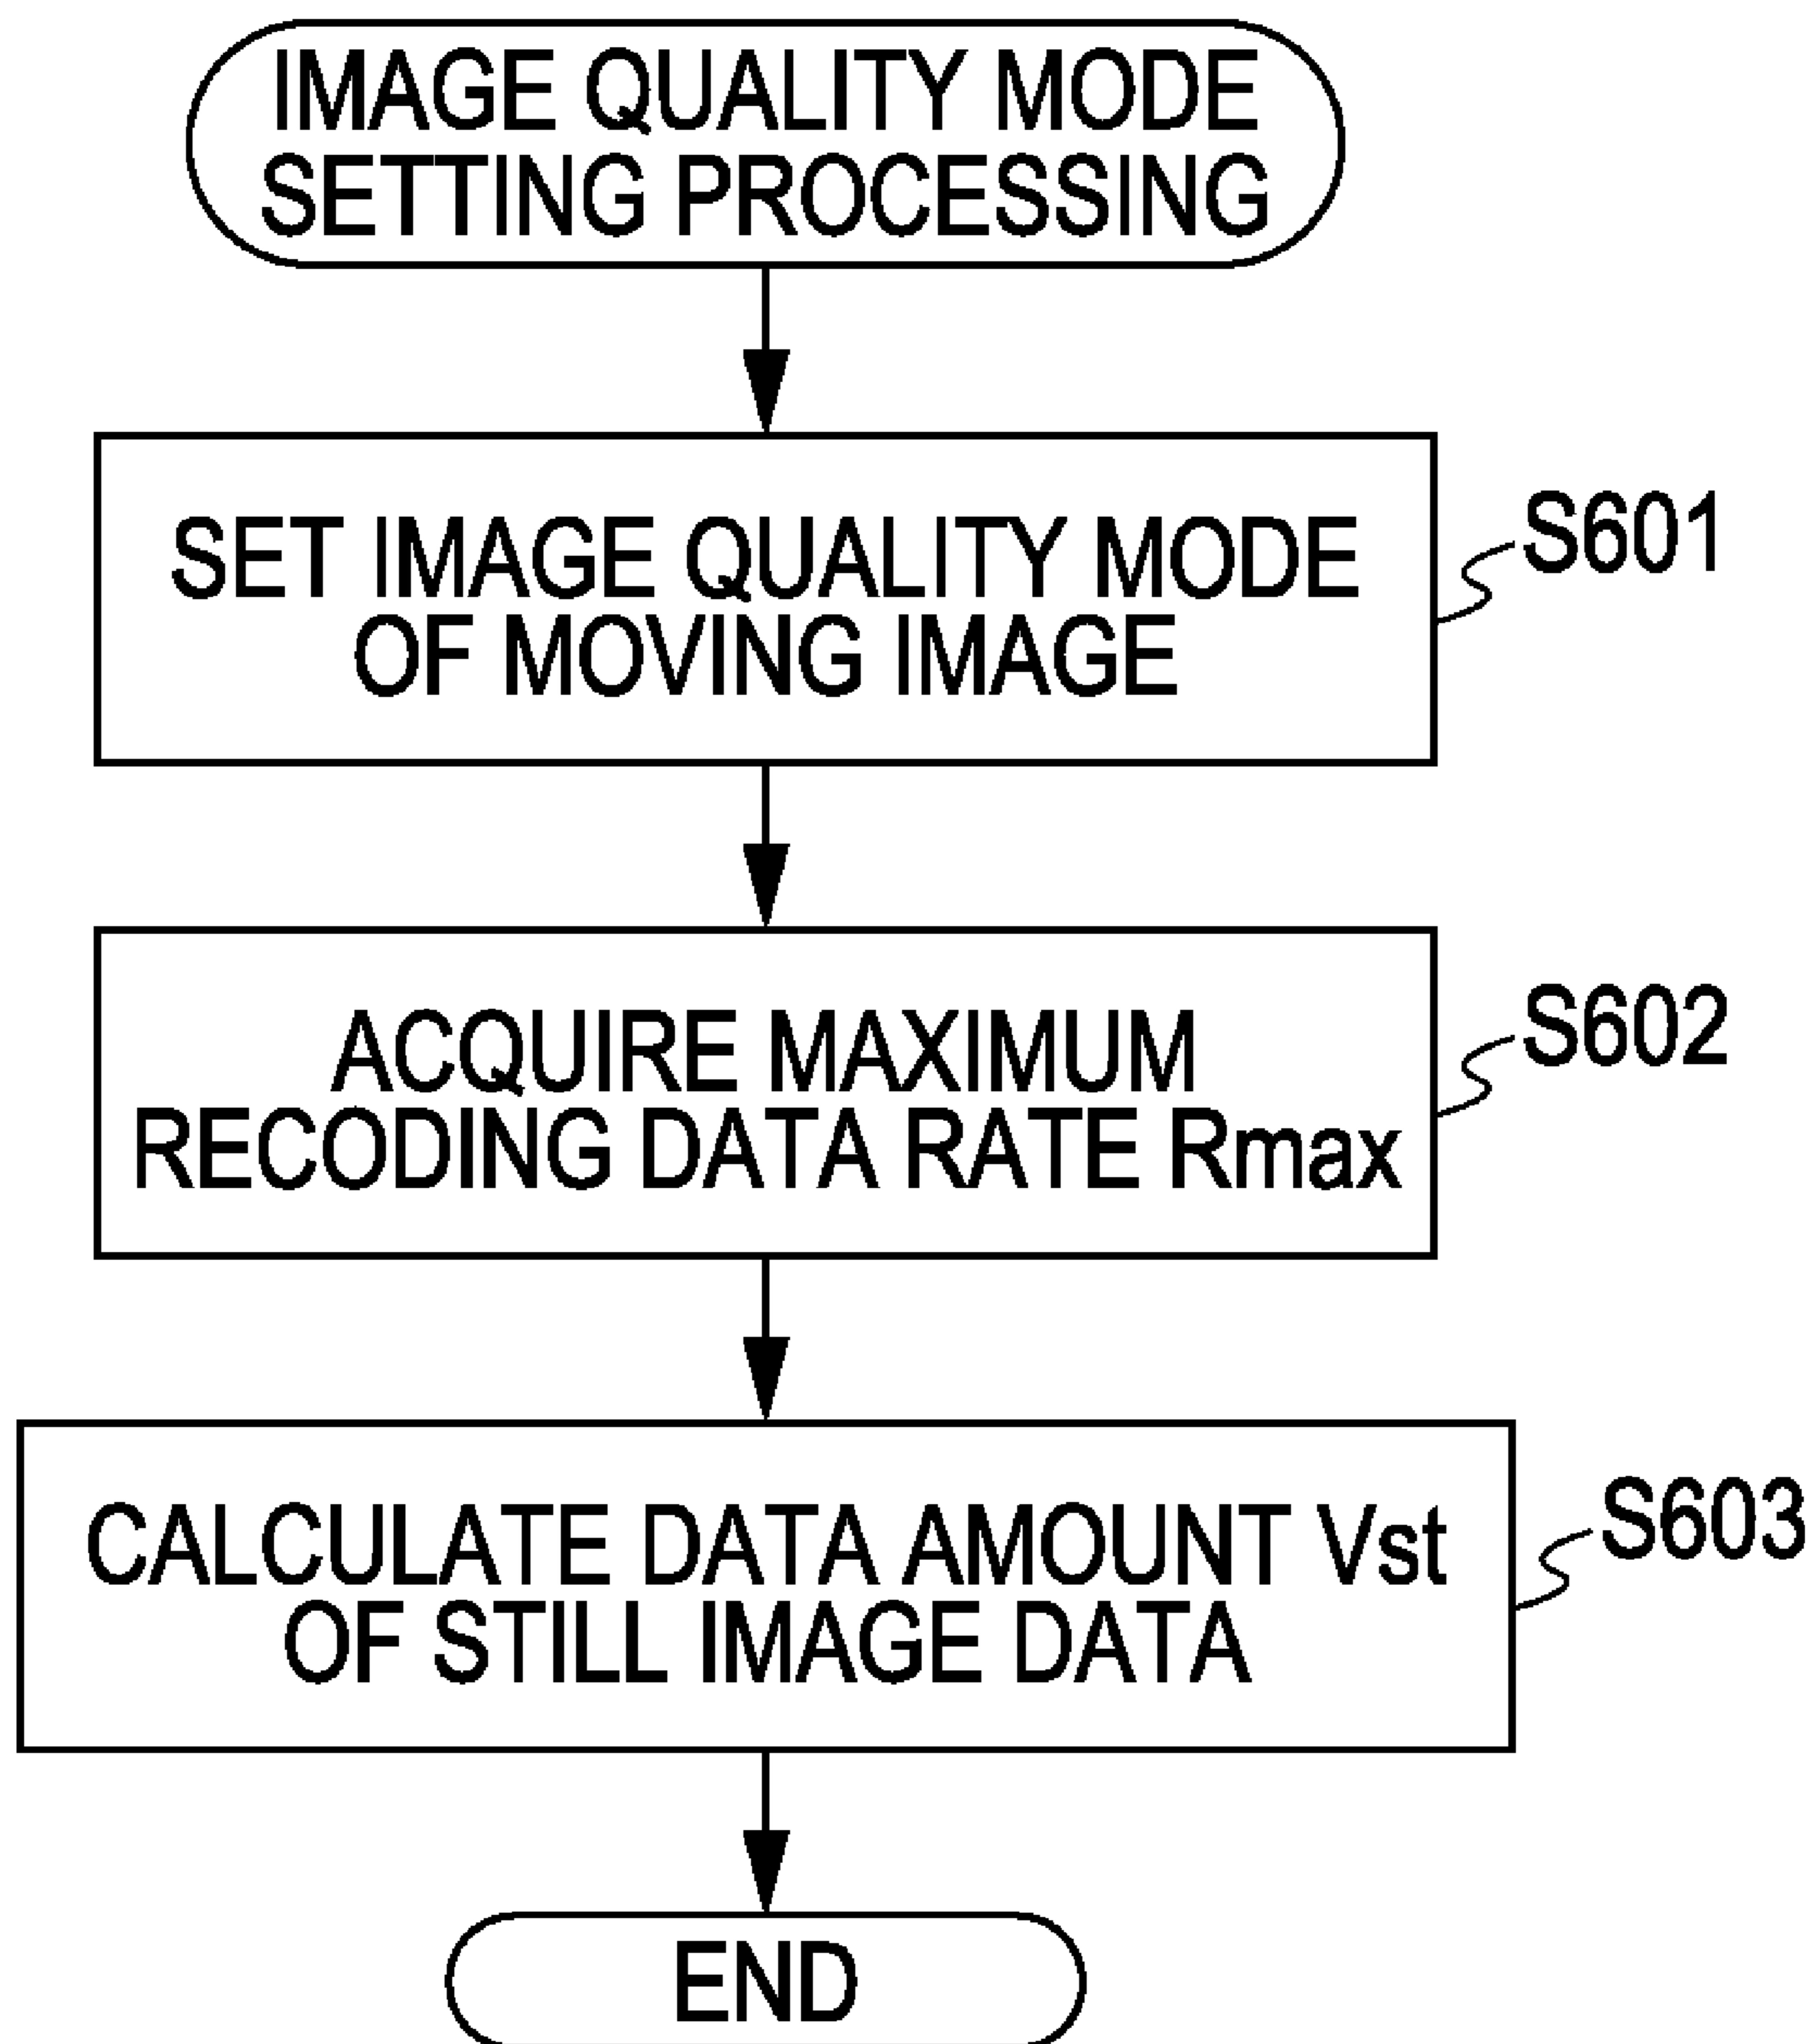 IMAGE QUALITY MODE
SETTING PROCESSING
SET IMAGE QUALITY MODE
OF MOVING IMAGE
S601
ACQUIRE MAXIMUM
RECODING DATA RATE Rmax
S602
CALCULATE DATA AMOUNT Vst
OF STILL IMAGE DATA
S603
END